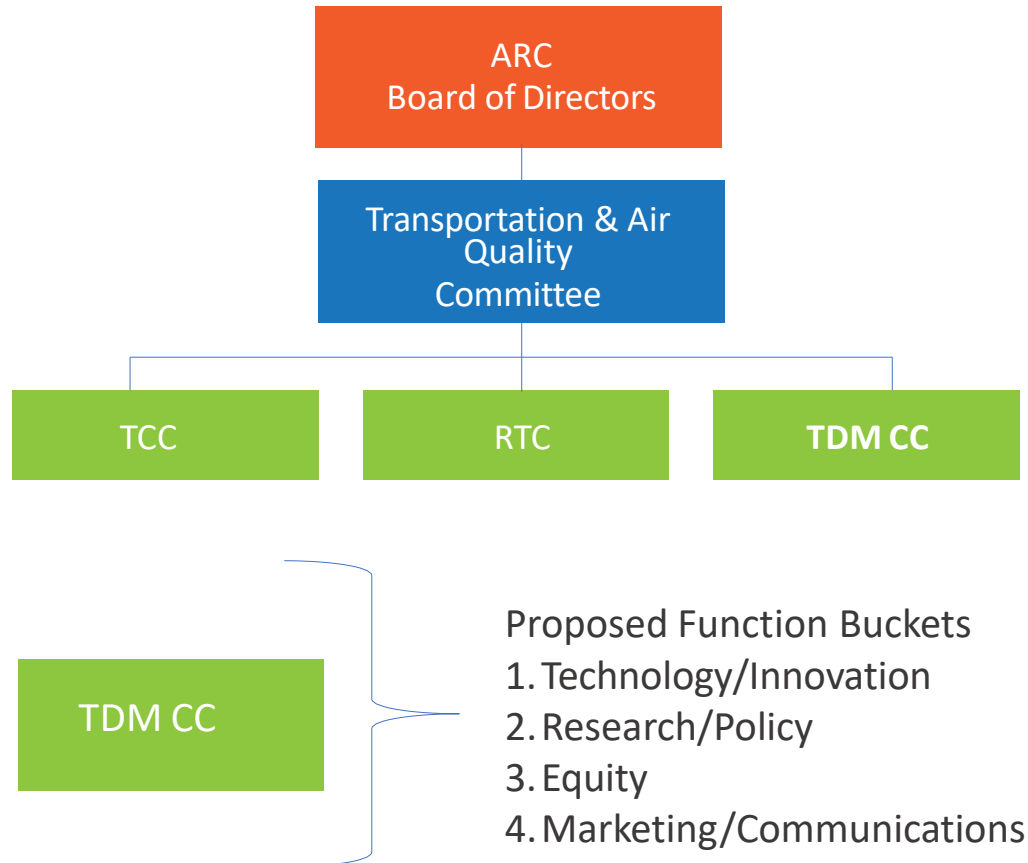 ARC
Board of Directors
Transportation & Air
Quality
Committee
TCC
RTC
TDM CC
TDM CC
Proposed Function Buckets
1. Technology/Innovation
2. Research/Policy
3. Equity
4. Marketing/Communications